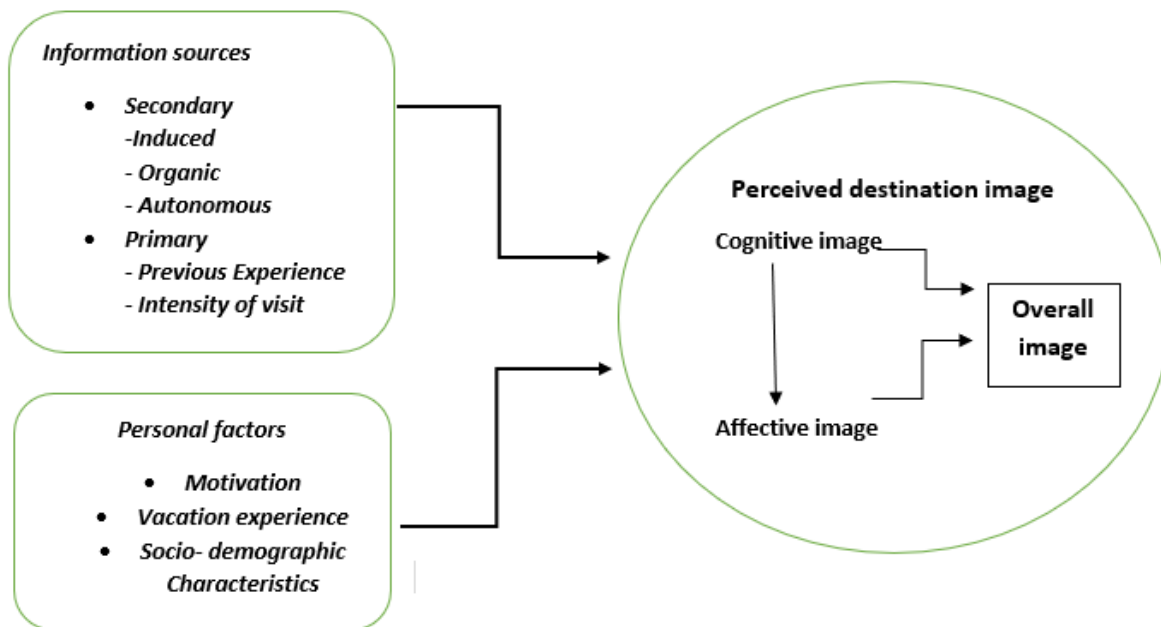 Information sources
• Secondary
-Induced
- Organic
- Autonomous
• Primary
- Previous Experience
- Intensity of visit
Personal factors
• Motivation
• Vacation experience
• Socio- demographic
Characteristics
Perceived destination image
Cognitive image
Affective image
Overall
image